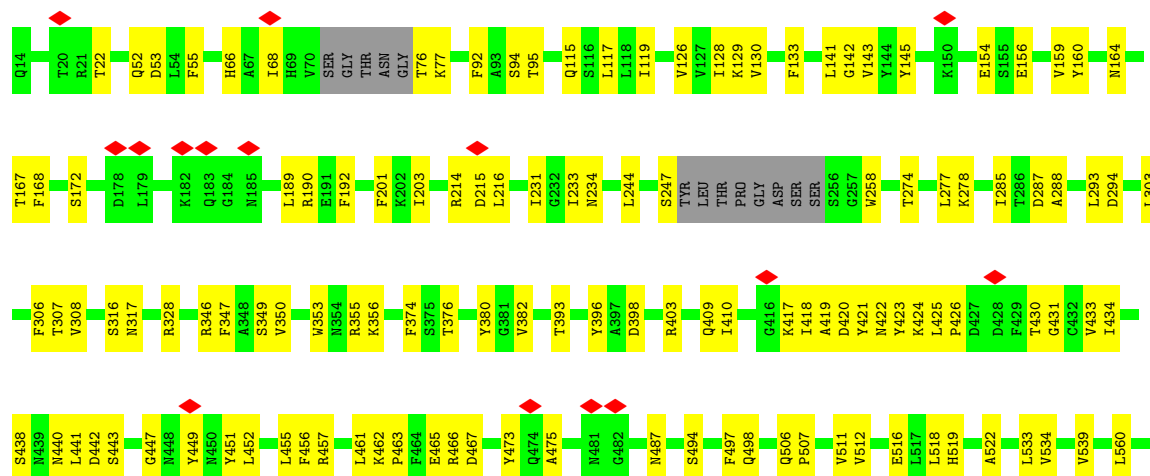 Q14 T20 R21 T22 Q52 D53 L54 F55 H66 A67 I68 H69 V70 SER GLY THR ASN GLY T76 K77 F92 A93 S94 T95 Q115 S116 L117 L118 I119 V126 V127 I128 K129 V130 F133 L141 G142 V143 Y144 Y145 K150 E154 S155 E156 V159 Y160 N164
T167 F168 S172 D178 L179 K182 Q183 G184 N185 L189 R190 E191 F192 F201 K202 I203 R214 D215 L216 I231 G232 I233 N234 L244 S247 TYR LEU THR PRO GLY ASP SER SER S256 G257 W258 T274 L277 K278 I285 T286 D287 A288 L293 D294 L303
F306 T307 V308 S316 N317 R328 R346 F347 A348 S349 V350 W353 N354 R355 K356 F374 S375 T376 Y380 G381 V382 T393 Y396 A397 D398 R403 Q409 I410 G416 K417 I418 A419 D420 Y421 N422 Y423 K424 L425 P426 D427 D428 F429 T430 G431 C432 V433 I434
S438 N439 N440 L441 D442 S443 G447 N448 Y449 N450 Y451 L452 L455 F456 R457 L461 K462 P463 F464 E465 R466 D467 Y473 Q474 A475 N481 G482 N487 S494 F497 Q498 Q506 P507 V511 V512 E516 L517 L518 H519 A522 L533 V534 V539 L560